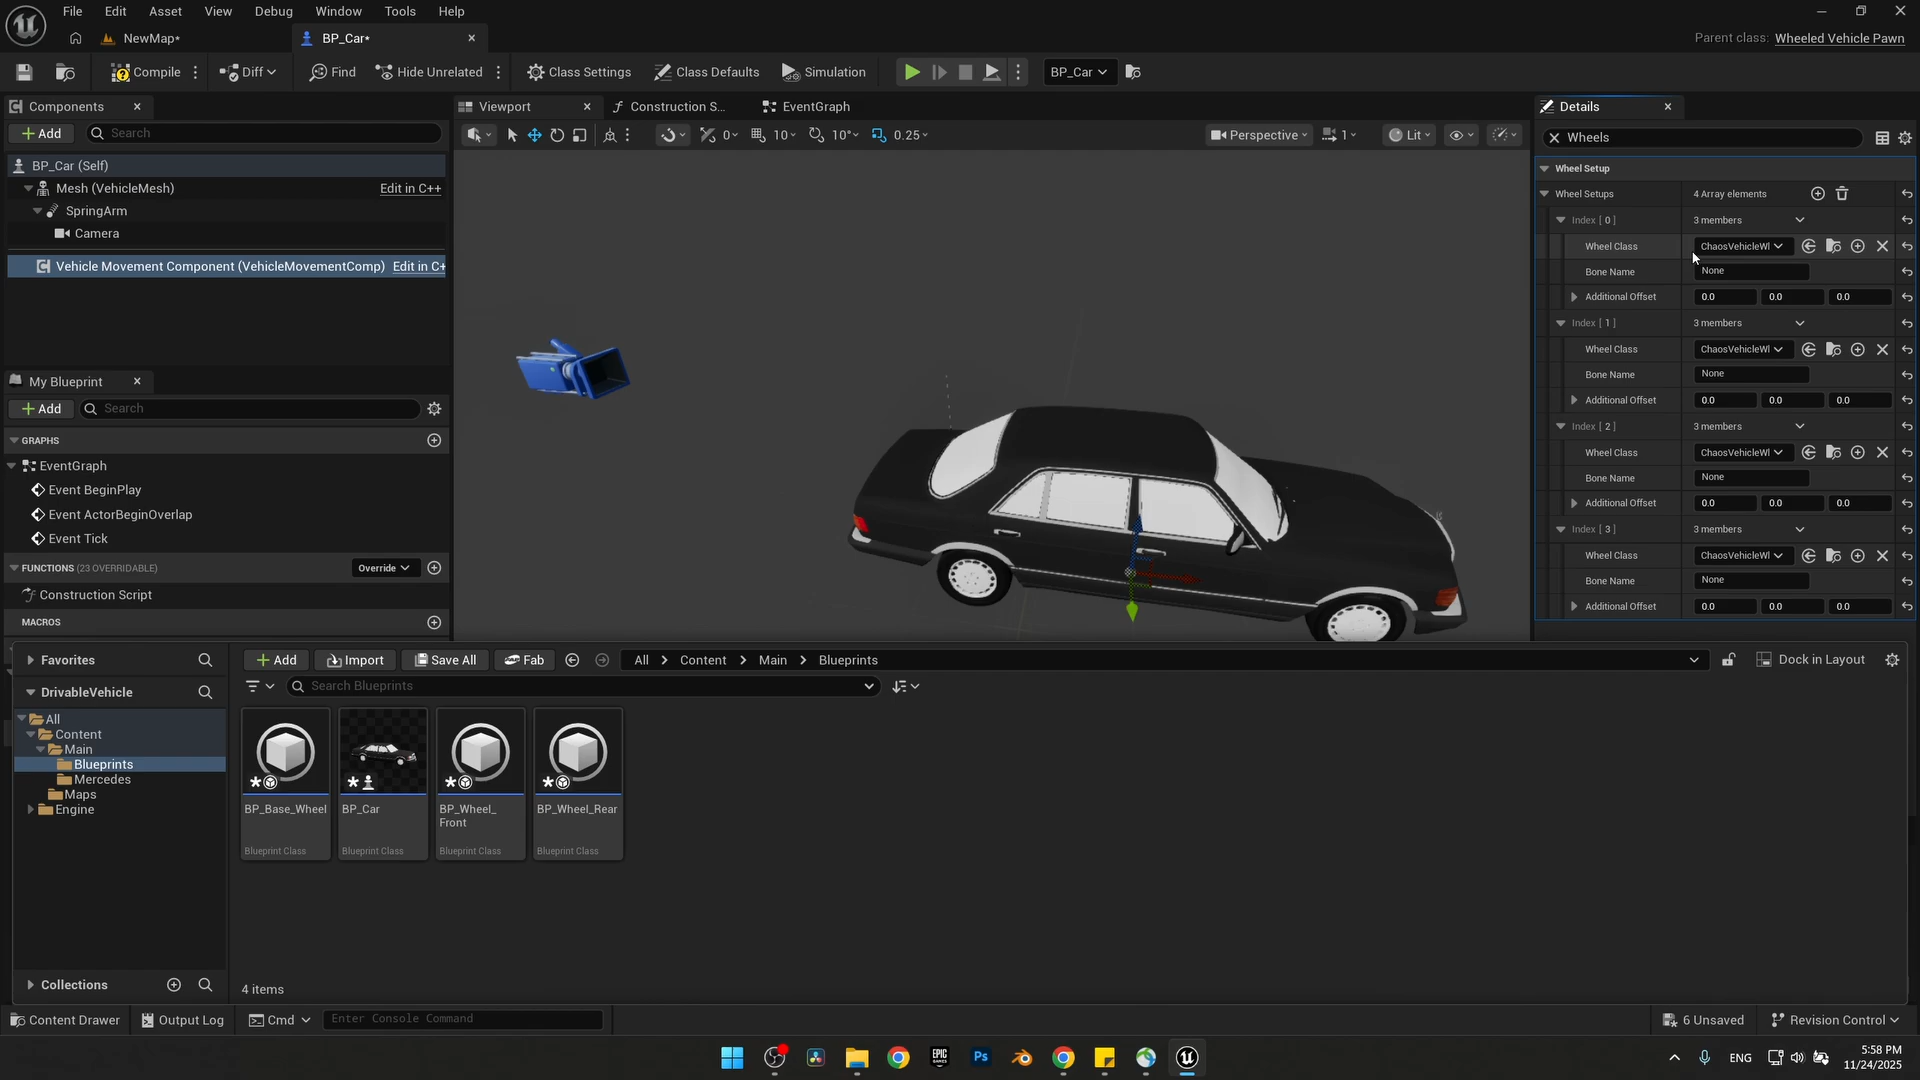 File Edit Asset View Debug Window Tools Help
NewMap*
BP_Car*
Parent class: Wheeled Vehicle Pawn
Compile
Diff
Find
Hide Unrelated
Class Settings
Class Defaults
Simulation
BP_Car
Components
Add
Search
BP_Car (Self)
Mesh (VehicleMesh) Edit in C++
SpringArm
Camera
Vehicle Movement Component (VehicleMovementComp) Edit in C+
My Blueprint
Add
Search
GRAPHS
EventGraph
Event BeginPlay
Event ActorBeginOverlap
Event Tick
FUNCTIONS (23 OVERRIDABLE) Override
Construction Script
MACROS
Viewport
Construction S...
EventGraph
0
10
10°
0.25
Perspective
1
Lit
Details
Wheels
Wheel Setup
Wheel Setups 4 Array elements
Index [ 0 ] 3 members
Wheel Class ChaosVehicleWl
Bone Name None
Additional Offset 0.0 0.0 0.0
Index [ 1 ] 3 members
Wheel Class ChaosVehicleWl
Bone Name None
Additional Offset 0.0 0.0 0.0
Index [ 2 ] 3 members
Wheel Class ChaosVehicleWl
Bone Name None
Additional Offset 0.0 0.0 0.0
Index [ 3 ] 3 members
Wheel Class ChaosVehicleWl
Bone Name None
Additional Offset 0.0 0.0 0.0
Favorites
DrivableVehicle
All
Content
Main
Blueprints
Mercedes
Maps
Engine
Collections
Add
Import
Save All
Fab
All > Content > Main > Blueprints
Dock in Layout
Search Blueprints
BP_Base_Wheel
Blueprint Class
BP_Car
Blueprint Class
BP_Wheel_
Front
Blueprint Class
BP_Wheel_Rear
Blueprint Class
4 items
Content Drawer
Output Log
Cmd
Enter Console Command
6 Unsaved
Revision Control
EPIC
GAMES
Ps
ENG
5:58 PM
11/24/2025